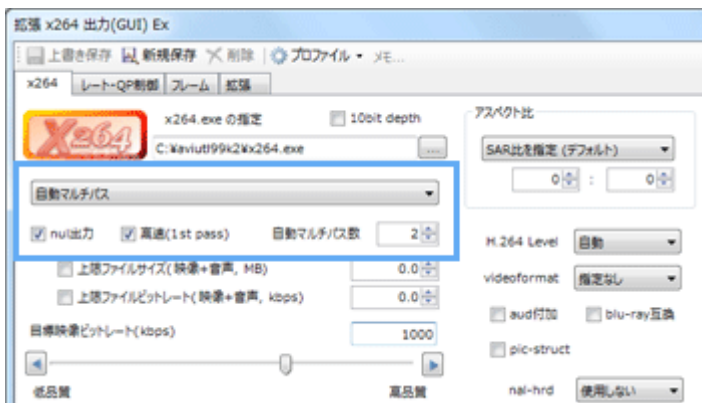 拡張 x264 出力(GUI) Ex
上書き保存 新規保存 削除 プロファイル メモ...
x264 レート・QP制御 フレーム 拡張
X264
x264.exe の指定 10bit depth
C:¥aviutl99k2¥x264.exe ...
自動マルチパス
nul出力 高速(1st pass) 自動マルチパス数 2
上限ファイルサイズ(映像+音声, MB) 0.0
上限ファイルビットレート(映像+音声, kbps) 0.0
目標映像ビットレート(kbps) 1000
低品質 高品質
アスペクト比
SAR比を指定 (デフォルト)
0 : 0
H.264 Level 自動
videoformat 指定なし
aud付加 blu-ray互換
pic-struct
nal-hrd 使用しない